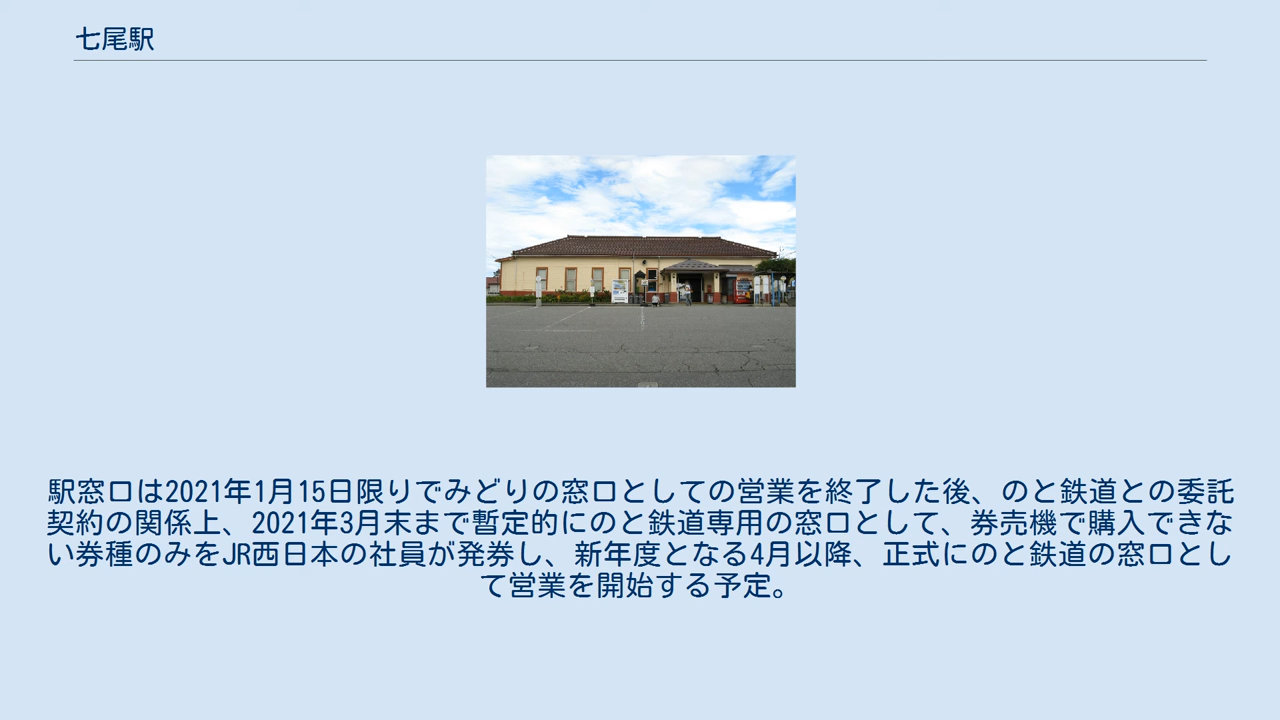 七尾駅
駅窓口は2021年1月15日限りでみどりの窓口としての営業を終了した後、のと鉄道との委託
契約の関係上、2021年3月末まで暫定的にのと鉄道専用の窓口として、券売機で購入できな
い券種のみをJR西日本の社員が発券し、新年度となる4月以降、正式にのと鉄道の窓口とし
て営業を開始する予定。